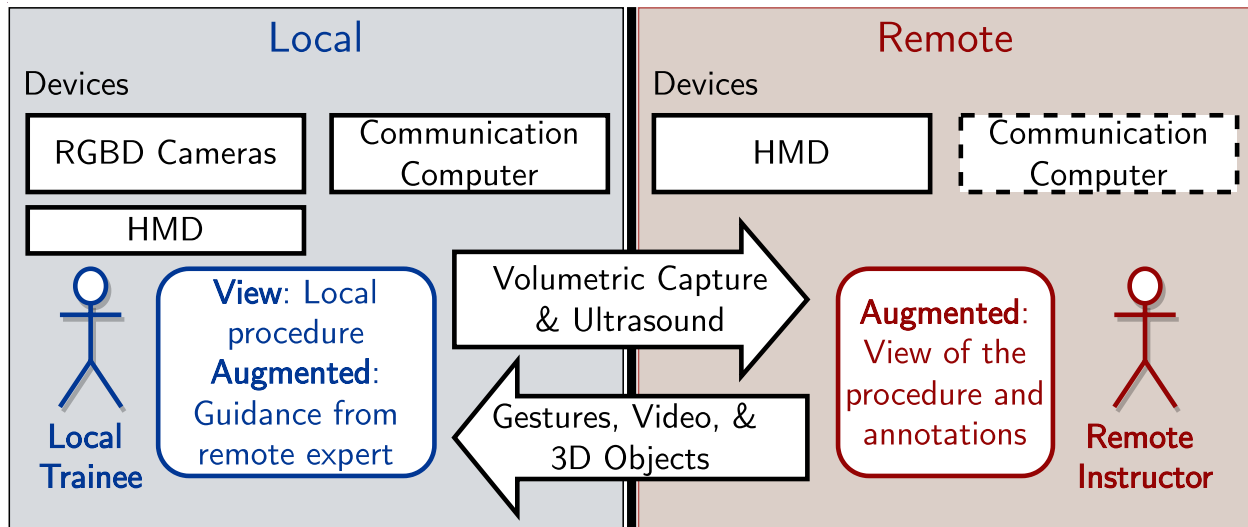 Local
Devices
RGBD Cameras
Communication
Computer
HMD
View: Local
procedure
Augmented:
Guidance from
remote expert
Local
Trainee
Volumetric Capture
& Ultrasound
Gestures, Video, &
3D Objects
Remote
Devices
HMD
Communication
Computer
Augmented:
View of the
procedure and
annotations
Remote
Instructor